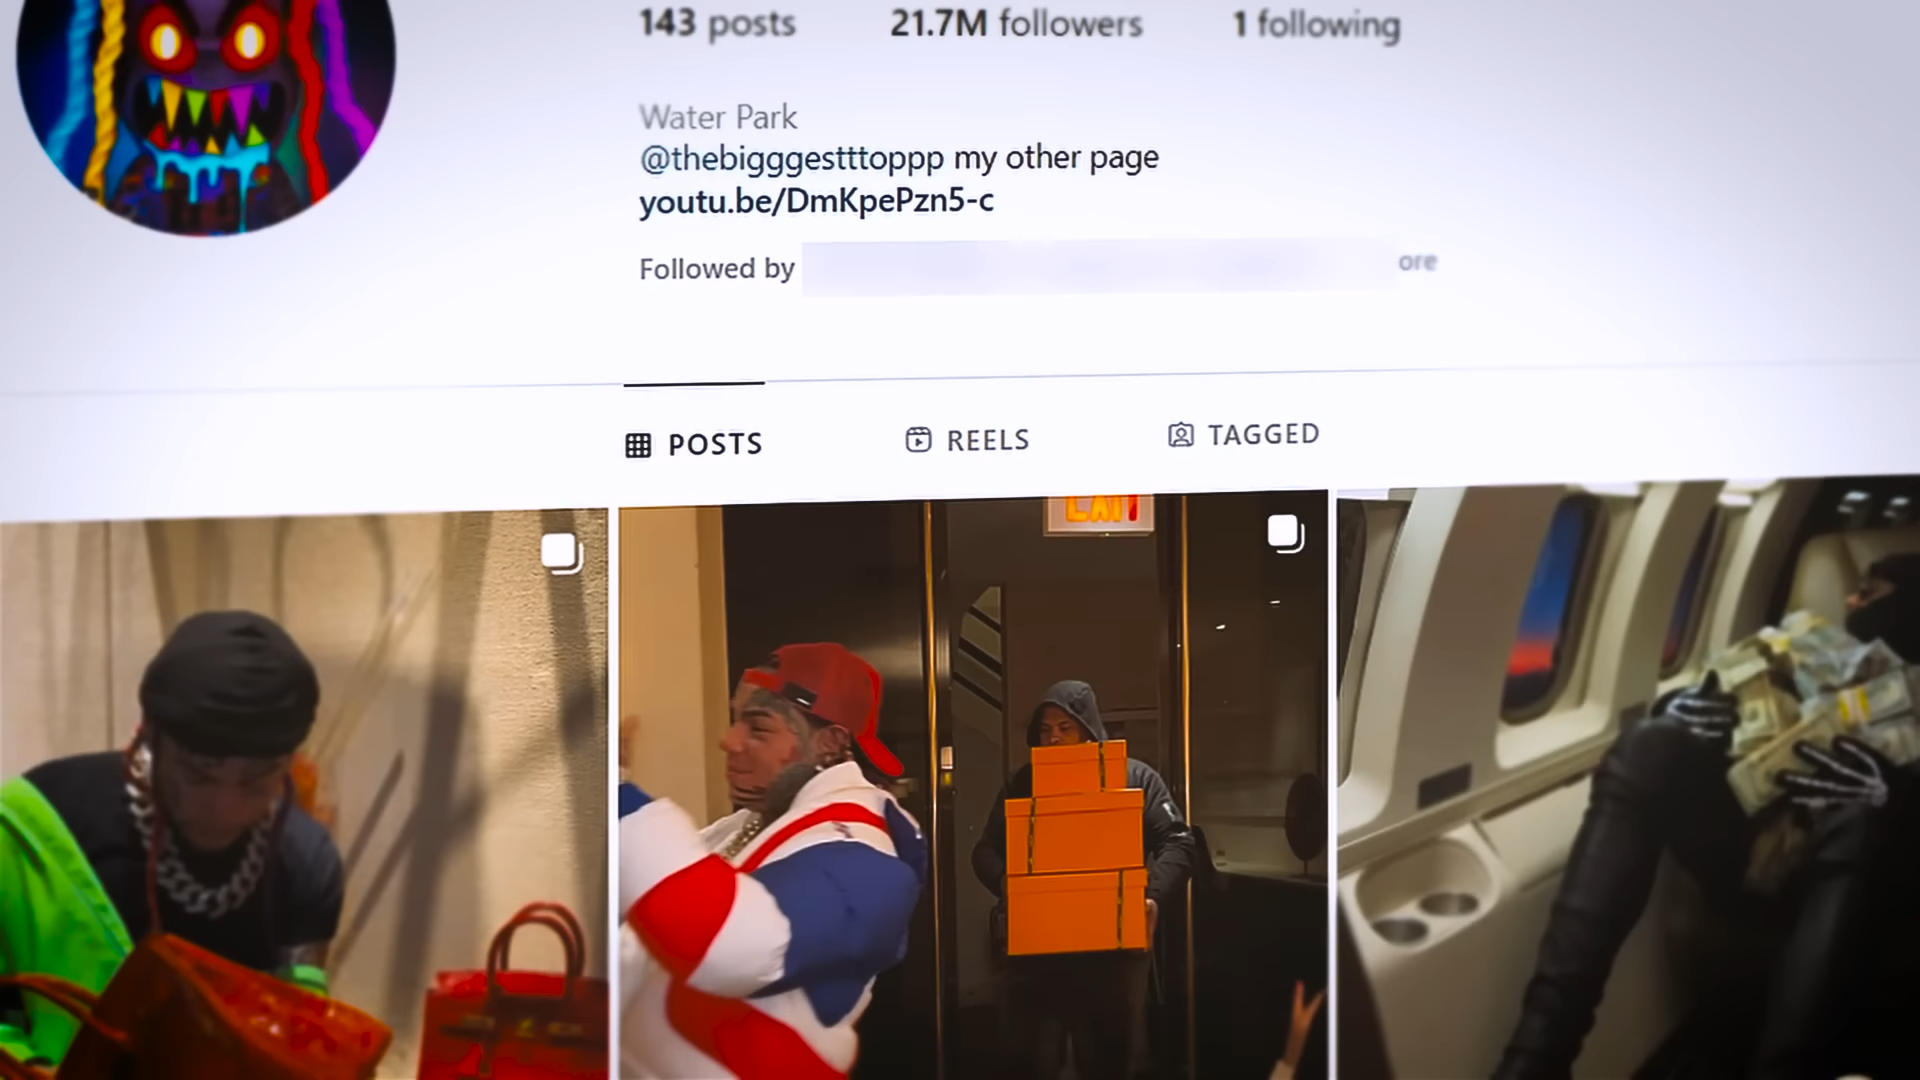 143 posts 21.7M followers 1 following
Water Park
@thebigggestttoppp my other page
youtu.be/DmKpePzn5-c
Followed by ore
POSTS REELS TAGGED
EXIT